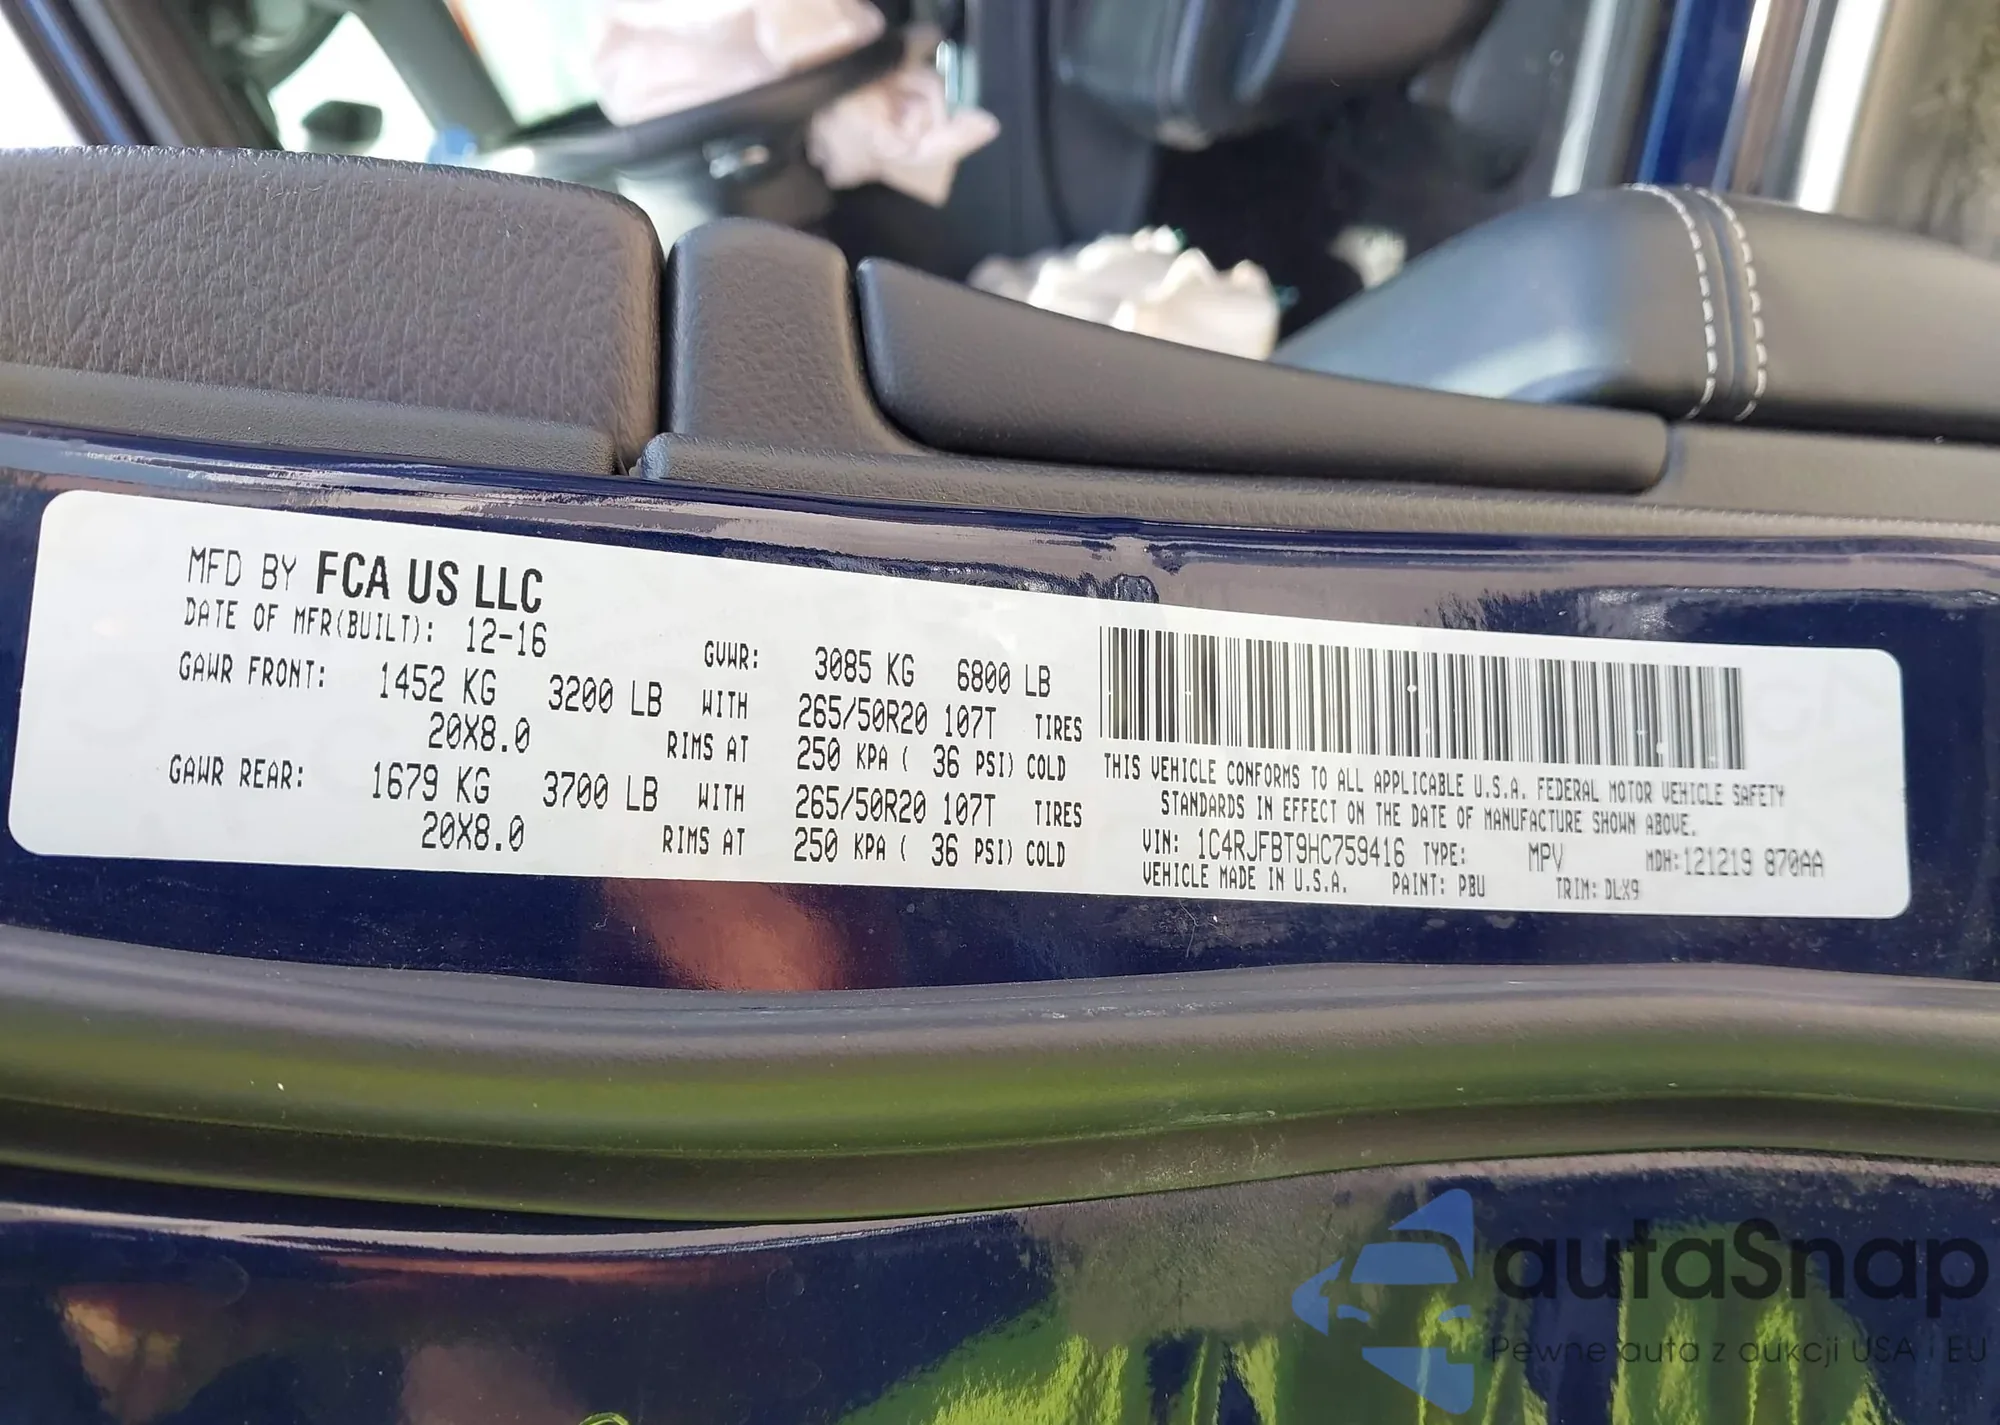 MFD BY FCA US LLC
DATE OF MFR(BUILT): 12-16
GVWR: 3085 KG 6800 LB
GAWR FRONT: 1452 KG 3200 LB WITH 265/50R20 107T TIRES
20X8.0 RIMS AT 250 KPA ( 36 PSI) COLD
GAWR REAR: 1679 KG 3700 LB WITH 265/50R20 107T TIRES
20X8.0 RIMS AT 250 KPA ( 36 PSI) COLD
THIS VEHICLE CONFORMS TO ALL APPLICABLE U.S.A. FEDERAL MOTOR VEHICLE SAFETY
STANDARDS IN EFFECT ON THE DATE OF MANUFACTURE SHOWN ABOVE.
VIN: 1C4RJFBT9HC759416 TYPE: MPV MDH:121219 870AA
VEHICLE MADE IN U.S.A. PAINT: PBU TRIM: DLX9
autaSnap
Pewne auta z aukcji USA i EU